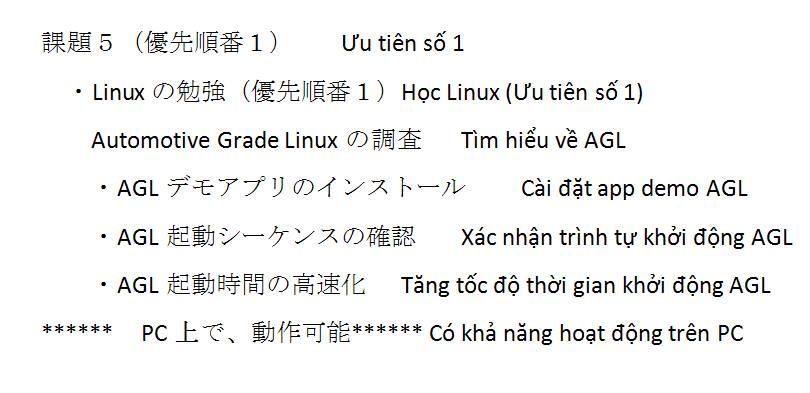 課題５（優先順番１） Ưu tiên số 1
・Linux の勉強（優先順番１）Học Linux (Ưu tiên số 1)
Automotive Grade Linux の調査 Tìm hiểu về AGL
・AGL デモアプリのインストール Cài đặt app demo AGL
・AGL 起動シーケンスの確認 Xác nhận trình tự khởi động AGL
・AGL 起動時間の高速化 Tăng tốc độ thời gian khởi động AGL
****** PC 上で、動作可能****** Có khả năng hoạt động trên PC